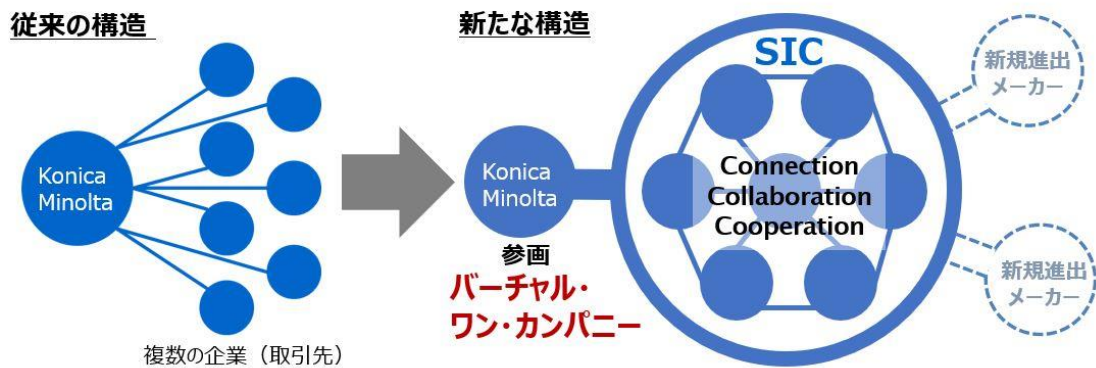 従来の構造
Konica
Minolta
複数の企業（取引先）
新たな構造
Konica
Minolta
参画
バーチャル・
ワン・カンパニー
SIC
Connection
Collaboration
Cooperation
新規進出
メーカー
新規進出
メーカー